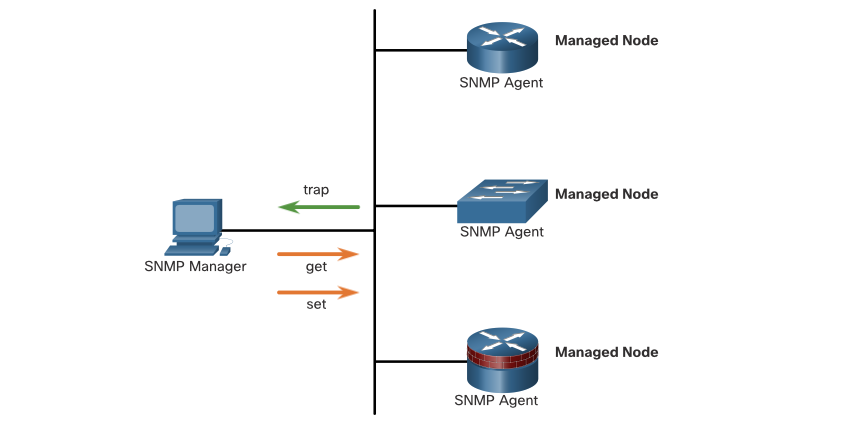 Managed Node
SNMP Agent
trap
Managed Node
SNMP Agent
SNMP Manager
get
set
Managed Node
SNMP Agent